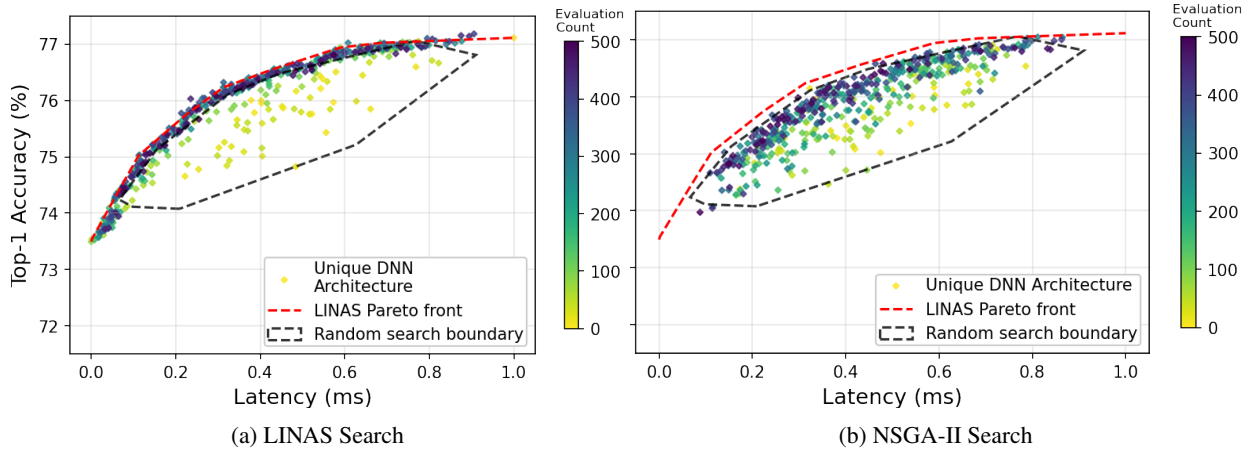 Evaluation
Count
500
400
300
200
100
0
77
76
75
74
73
72
Top-1 Accuracy (%)
0.0 0.2 0.4 0.6 0.8 1.0
Latency (ms)
Unique DNN
Architecture
LINAS Pareto front
Random search boundary
(a) LINAS Search
Evaluation
Count
500
400
300
200
100
0
500
400
300
200
100
0.0 0.2 0.4 0.6 0.8 1.0
Latency (ms)
Unique DNN Architecture
LINAS Pareto front
Random search boundary
(b) NSGA-II Search